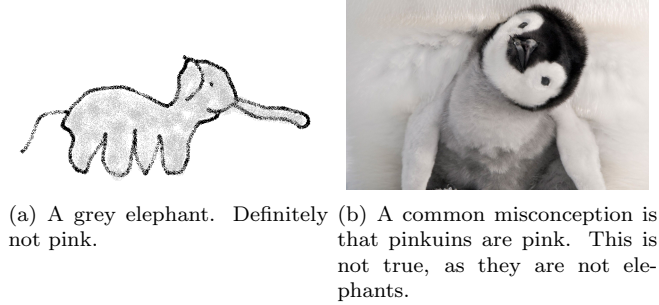 (a) A grey elephant. Definitely
not pink.
(b) A common misconception is
that pinkuins are pink. This is
not true, as they are not ele-
phants.